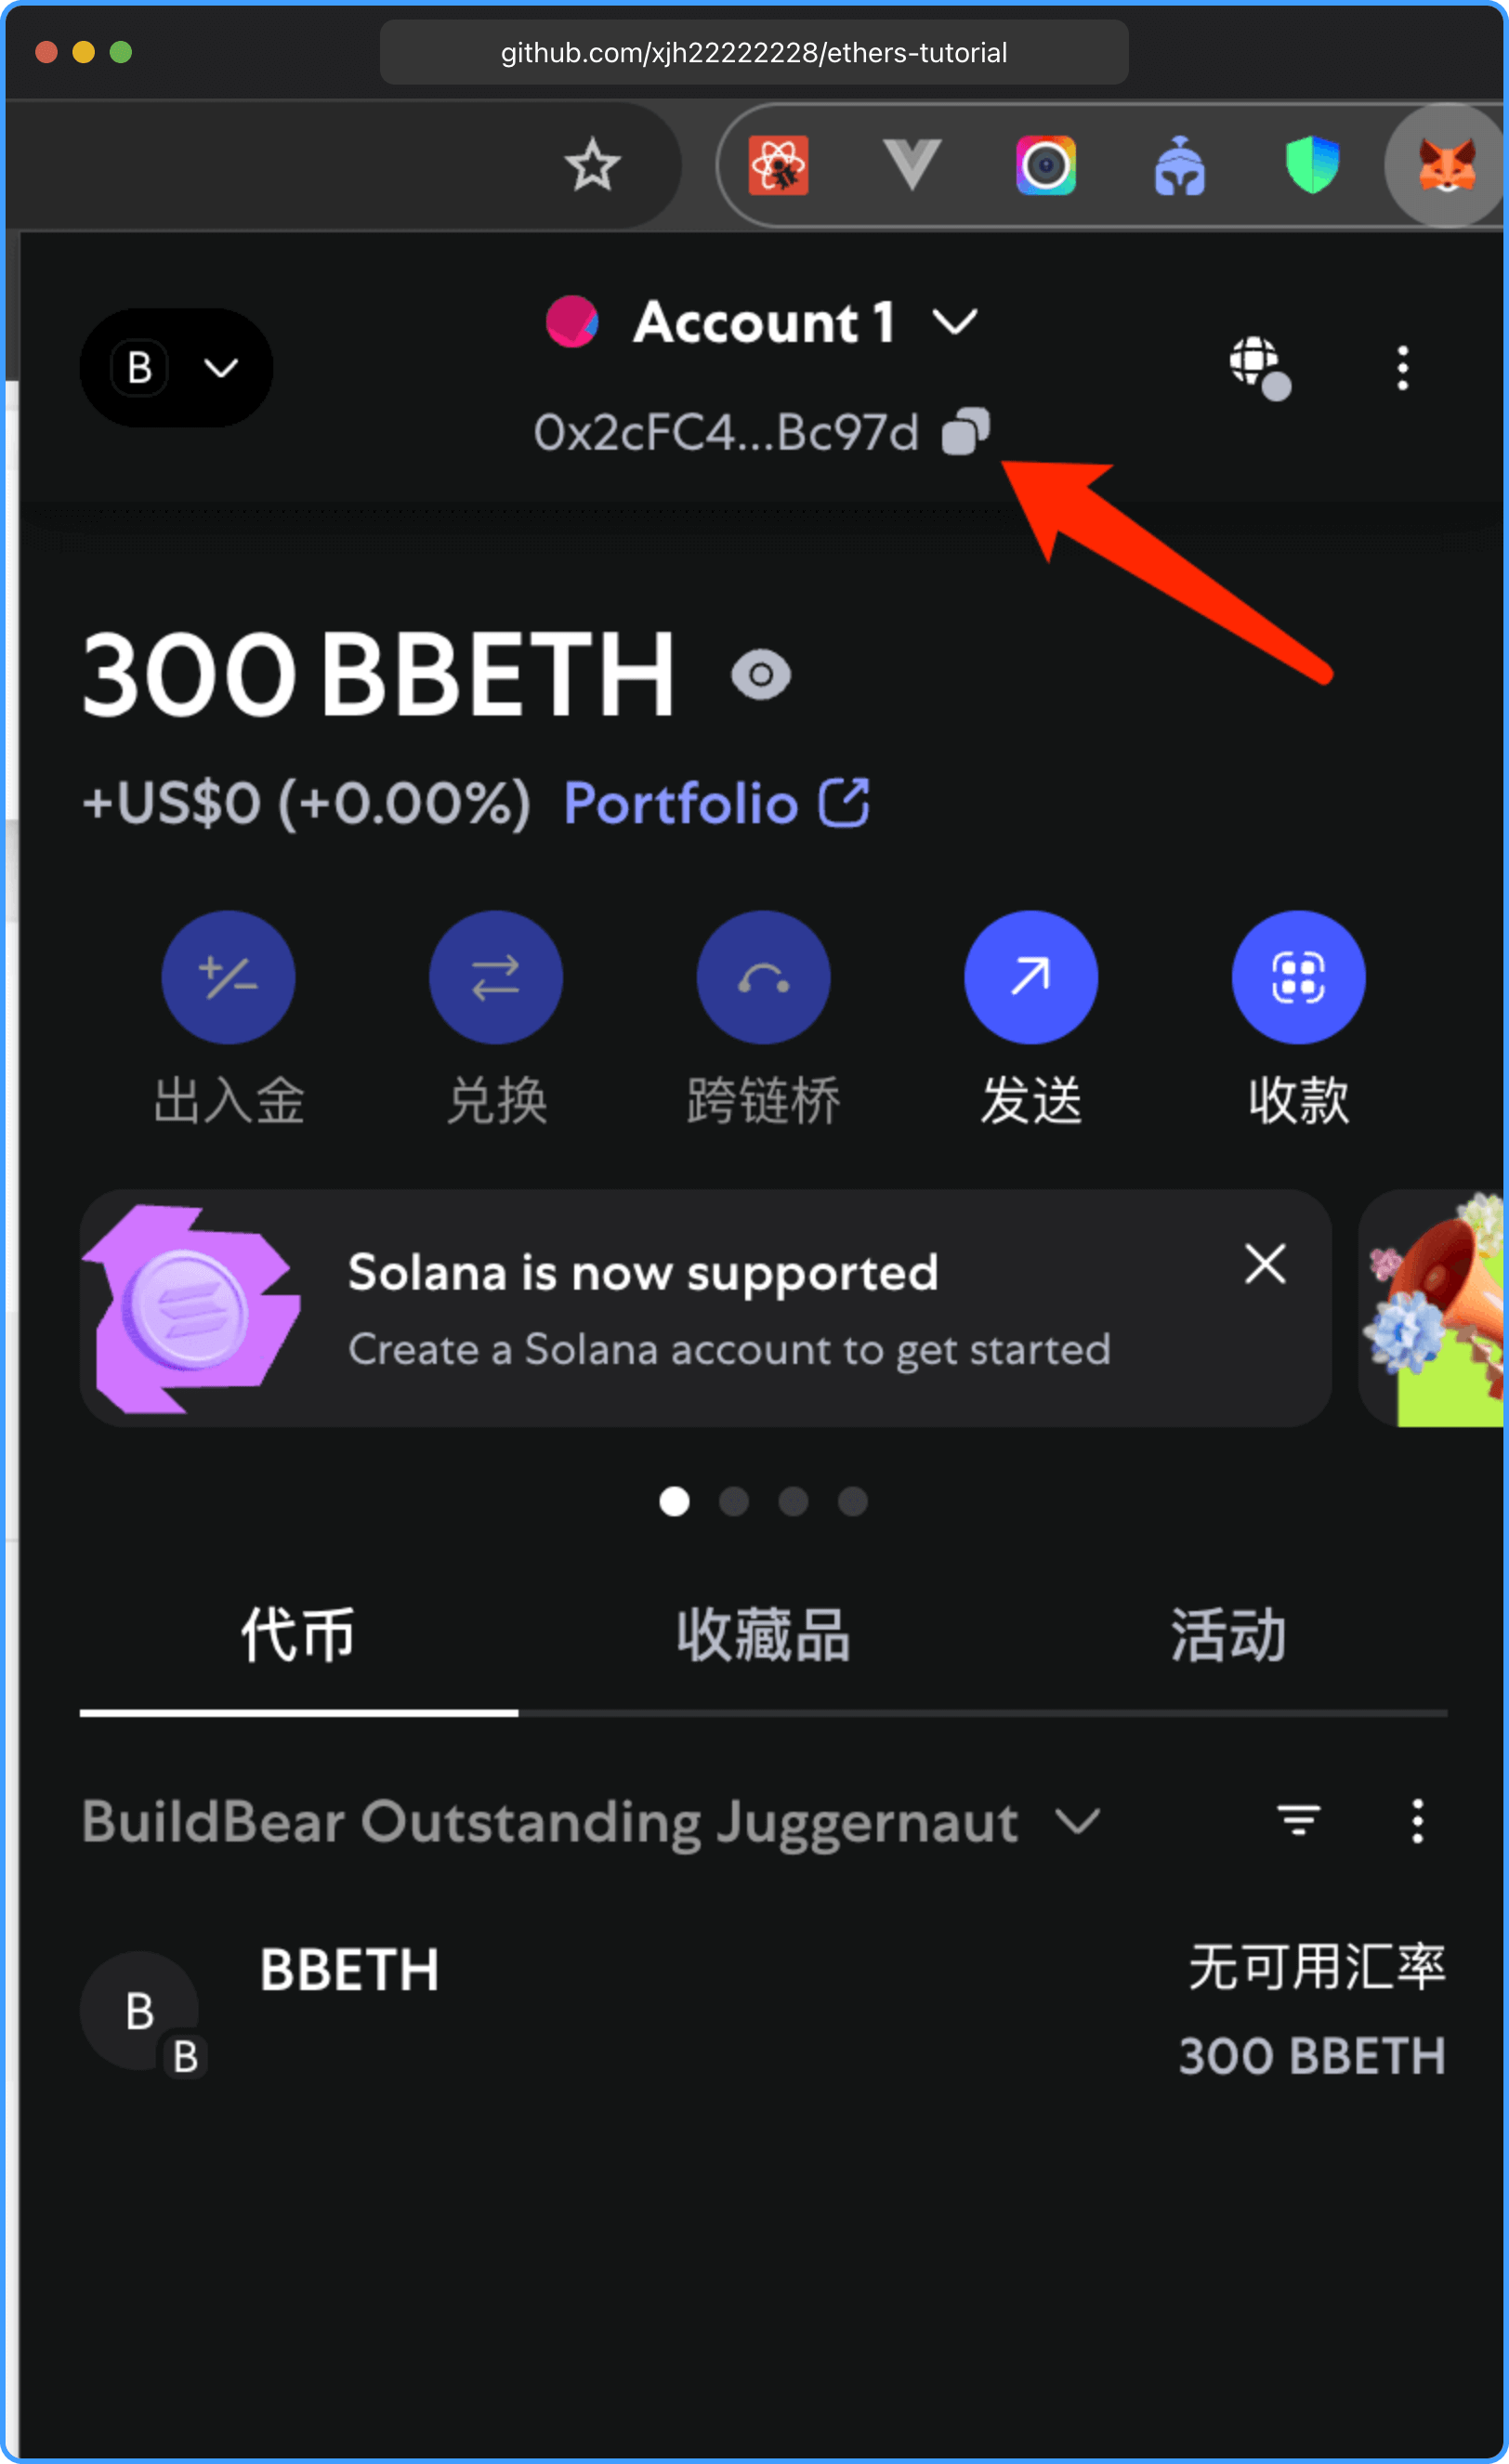 github.com/xjh22222228/ethers-tutorial
B
Account 1
0x2cFC4...Bc97d
300 BBETH
+US$0 (+0.00%) Portfolio
出入金 兑换 跨链桥 发送 收款
Solana is now supported
Create a Solana account to get started
代币 收藏品 活动
BuildBear Outstanding Juggernaut
B
B
BBETH
无可用汇率
300 BBETH